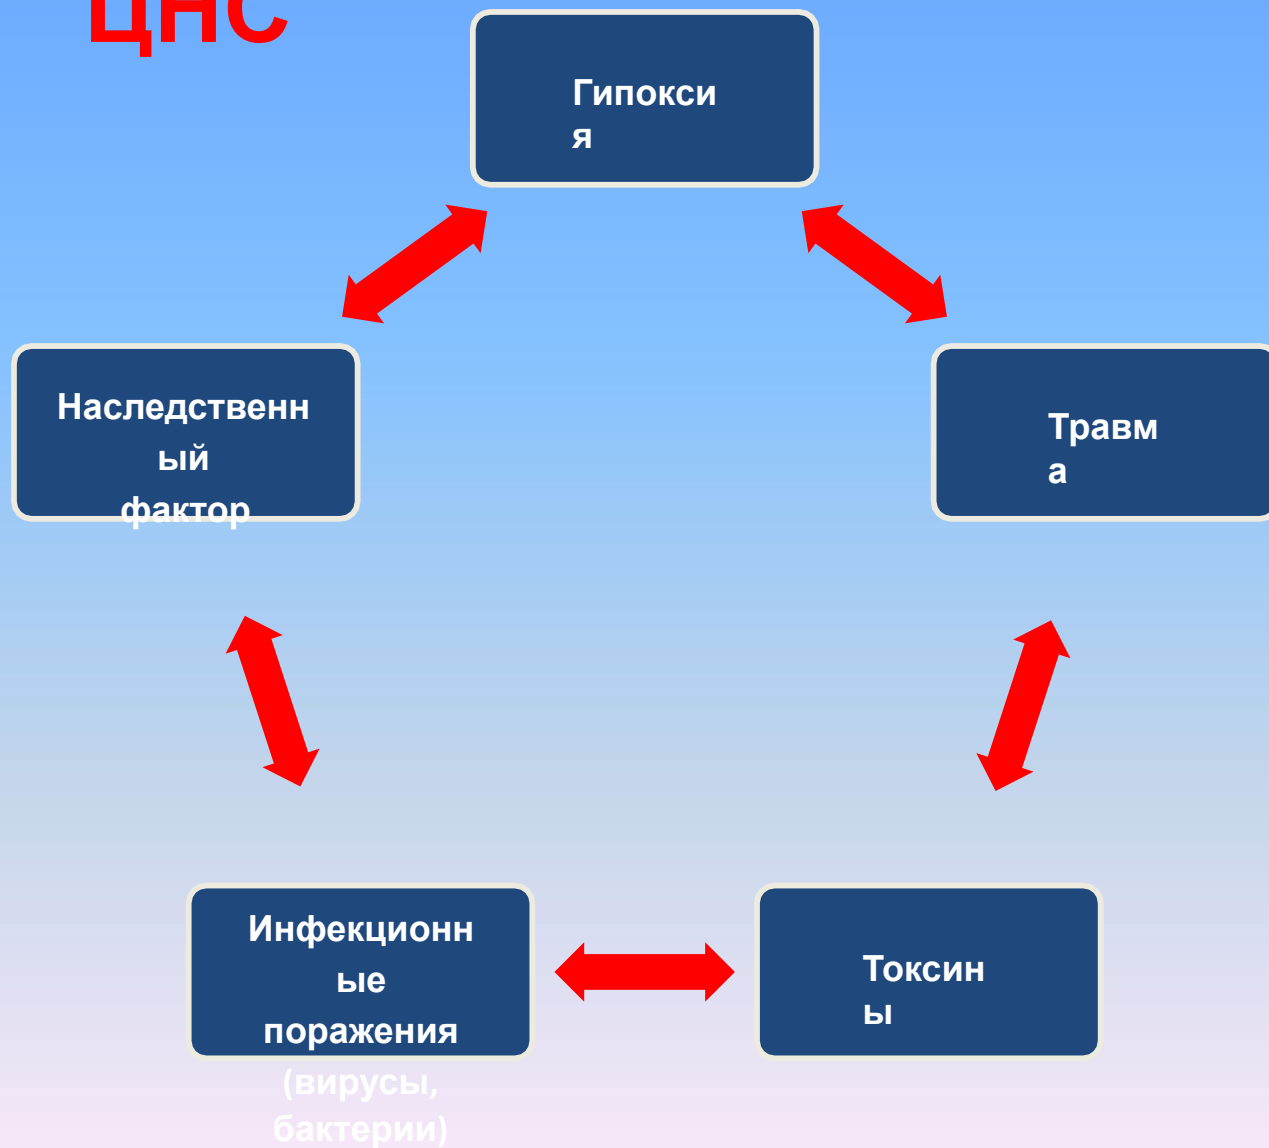 ЦНС
Гипокси
я
Наследственн
ый
фактор
Травм
а
Инфекционн
ые
поражения
(вирусы,
бактерии)
Токсин
ы